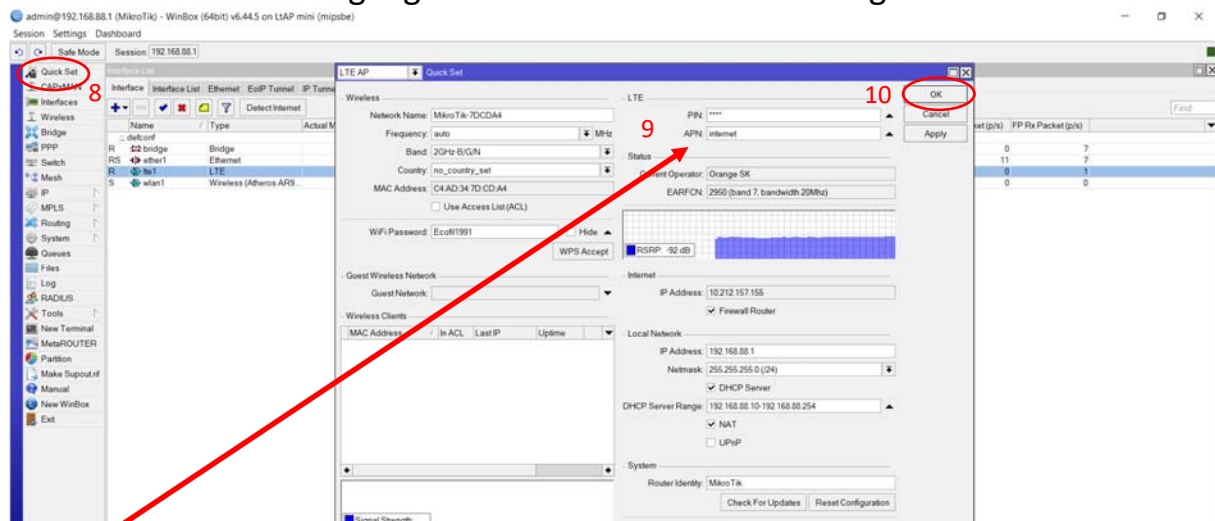 admin@192.168.88.1 (MikroTik) - WinBox (64bit) v6.44.5 on LtAP mini (mipsbe)
Session Settings Dashboard
Safe Mode Session: 192.168.88.1
Quick Set
CAPsMAN
Interfaces
Wireless
Bridge
PPP
Switch
Mesh
IP
MPLS
Routing
System
Queues
Files
Log
RADIUS
Tools
New Terminal
MetaROUTER
Partition
Make Supout.rif
Manual
New WinBox
Exit
8
Interface List
Interface Interface List Ethernet EoIP Tunnel IP Tunne
Detect Internet
Find
Name Type Actual M
ket (p/s) FP Rx Packet (p/s)
defconf
R bridge Bridge 0 7
RS ether1 Ethernet 11 7
R lte1 LTE 0 1
S wlan1 Wireless (Atheros AR9... 0 0
LTE AP Quick Set
Wireless
Network Name: MikroTik-7DCDA4
Frequency: auto MHz
Band: 2GHz-B/G/N
Country: no_country_set
MAC Address: C4:AD:34:7D:CD:A4
Use Access List (ACL)
WiFi Password: Ecofil1991 Hide
WPS Accept
Guest Wireless Network
Guest Network:
Wireless Clients
MAC Address In ACL Last IP Uptime
Signal Strength:
LTE
PIN: ****
9
APN: internet
Status
Current Operator: Orange SK
EARFCN: 2950 (band 7, bandwidth 20Mhz)
RSRP: -92 dB
Internet
IP Address: 10.212.157.155
Firewall Router
Local Network
IP Address: 192.168.88.1
Netmask: 255.255.255.0 (/24)
DHCP Server
DHCP Server Range: 192.168.88.10-192.168.88.254
NAT
UPnP
System
Router Identity: MikroTik
Check For Updates Reset Configuration
10
OK
Cancel
Apply